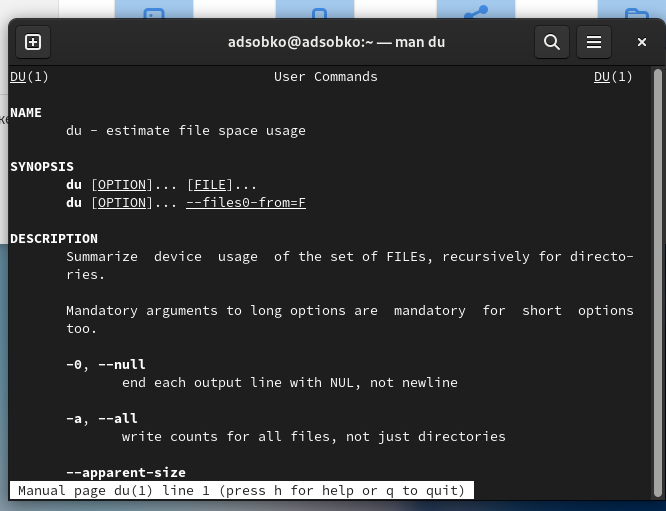 adsobko@adsobko:~ — man du
DU(1) User Commands DU(1)
NAME
du - estimate file space usage
SYNOPSIS
du [OPTION]... [FILE]...
du [OPTION]... --files0-from=F
DESCRIPTION
Summarize device usage of the set of FILEs, recursively for directo-
ries.
Mandatory arguments to long options are mandatory for short options
too.
-0, --null
end each output line with NUL, not newline
-a, --all
write counts for all files, not just directories
--apparent-size
Manual page du(1) line 1 (press h for help or q to quit)